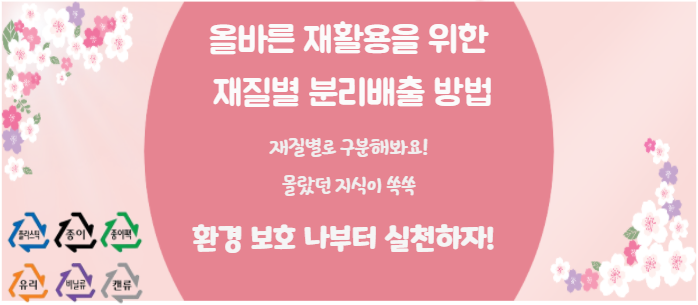 올바른 재활용을 위한
재질별 분리배출 방법
재질별로 구분해봐요!
몰랐던 지식이 쏙쏙
환경 보호 나부터 실천하자!
플라스틱 종이 종이팩
유리 비닐류 캔류